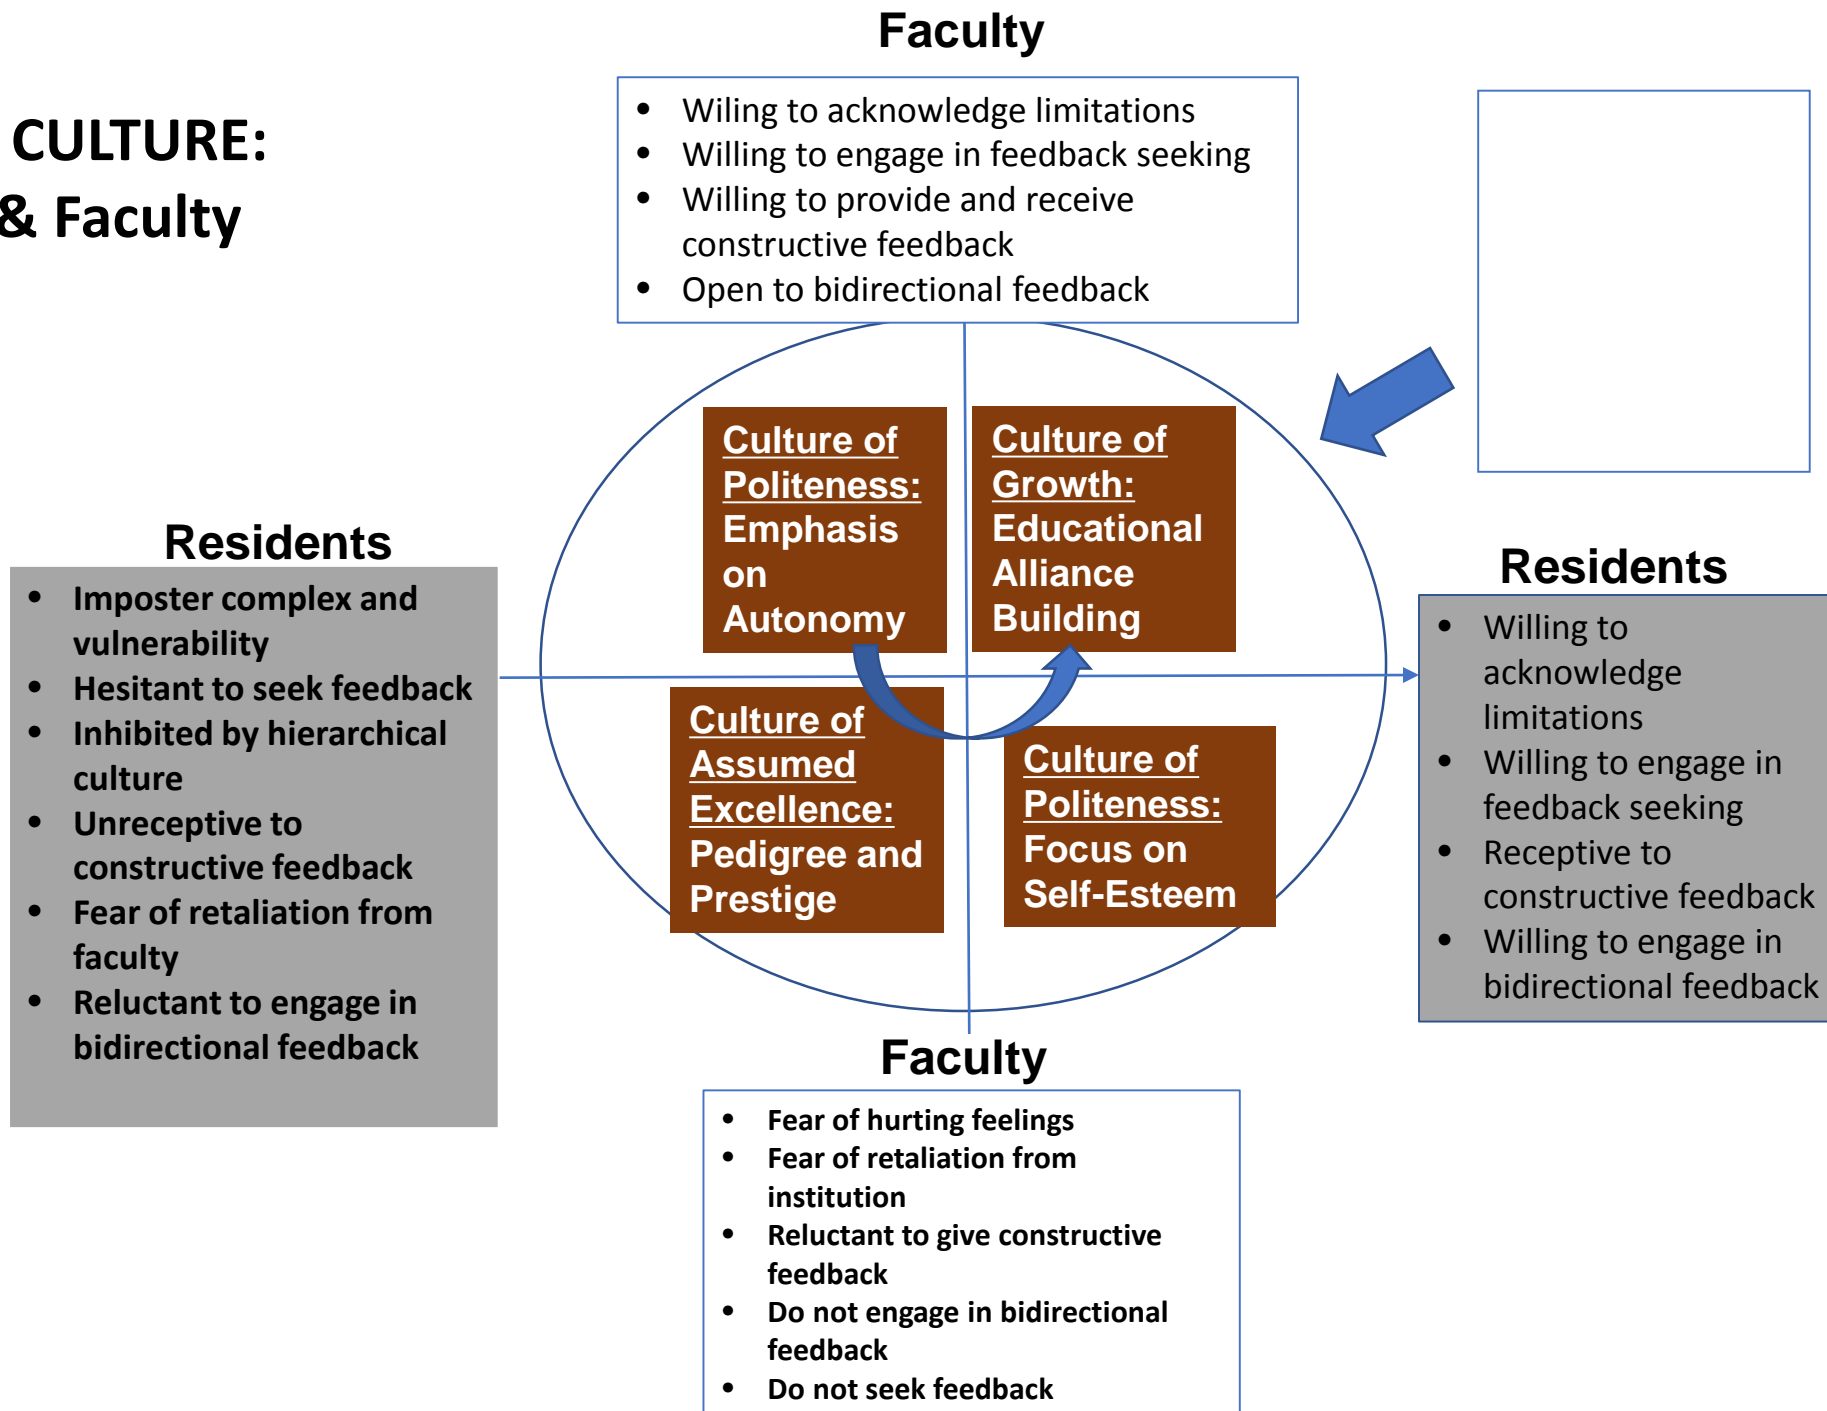 CULTURE:
& Faculty
Faculty
• Wiling to acknowledge limitations
• Willing to engage in feedback seeking
• Willing to provide and receive
constructive feedback
• Open to bidirectional feedback
Culture of
Politeness:
Emphasis
on
Autonomy
Culture of
Growth:
Educational
Alliance
Building
Residents
• Imposter complex and
vulnerability
• Hesitant to seek feedback
• Inhibited by hierarchical
culture
• Unreceptive to
constructive feedback
• Fear of retaliation from
faculty
• Reluctant to engage in
bidirectional feedback
Culture of
Assumed
Excellence:
Pedigree and
Prestige
Culture of
Politeness:
Focus on
Self-Esteem
Residents
• Willing to
acknowledge
limitations
• Willing to engage in
feedback seeking
• Receptive to
constructive feedback
• Willing to engage in
bidirectional feedback
Faculty
• Fear of hurting feelings
• Fear of retaliation from
institution
• Reluctant to give constructive
feedback
• Do not engage in bidirectional
feedback
• Do not seek feedback